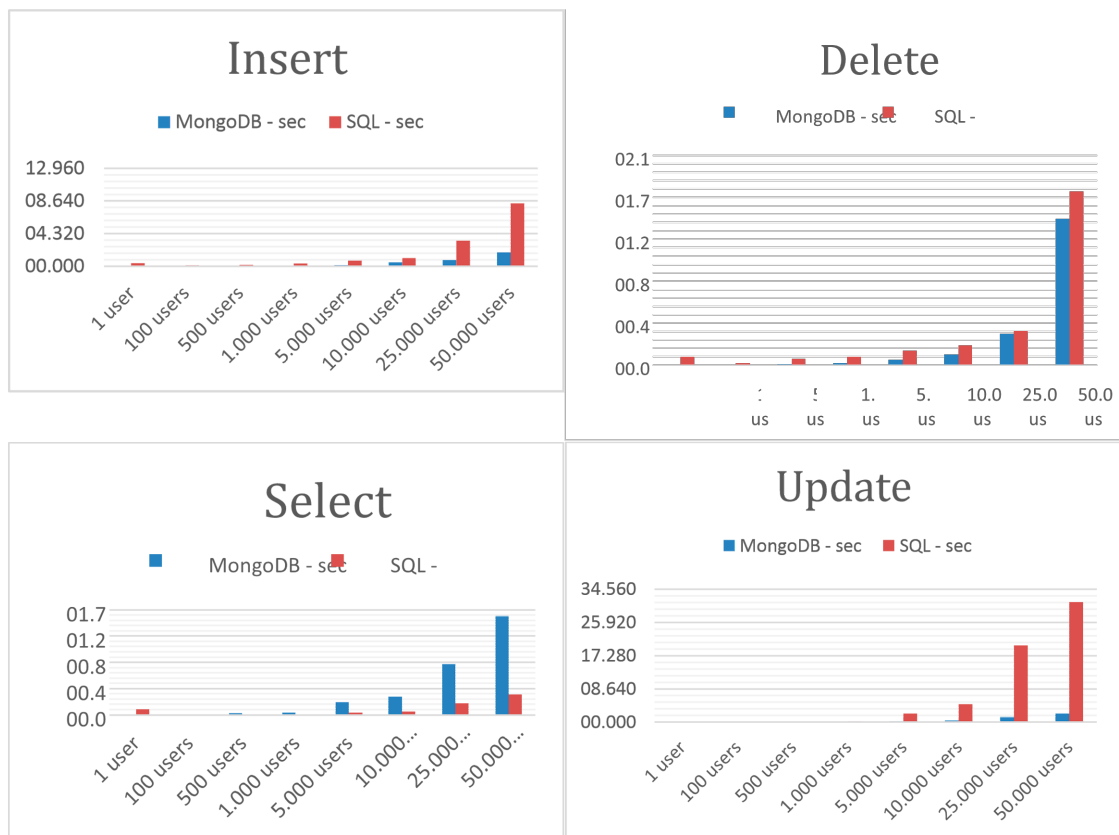 Insert
MongoDB - sec SQL - sec
12.960
08.640
04.320
00.000
1 user
100 users
500 users
1.000 users
5.000 users
10.000 users
25.000 users
50.000 users
Delete
MongoDB - sec SQL -
02.1
01.7
01.2
00.8
00.4
00.0
1. 5. 10.0 25.0 50.0
us us us us us us us
Select
MongoDB - sec SQL -
01.7
01.2
00.8
00.4
00.0
1 user
100 users
500 users
1.000 users
5.000 users
10.000...
25.000...
50.000...
Update
MongoDB - sec SQL - sec
34.560
25.920
17.280
08.640
00.000
1 user
100 users
500 users
1.000 users
5.000 users
10.000 users
25.000 users
50.000 users